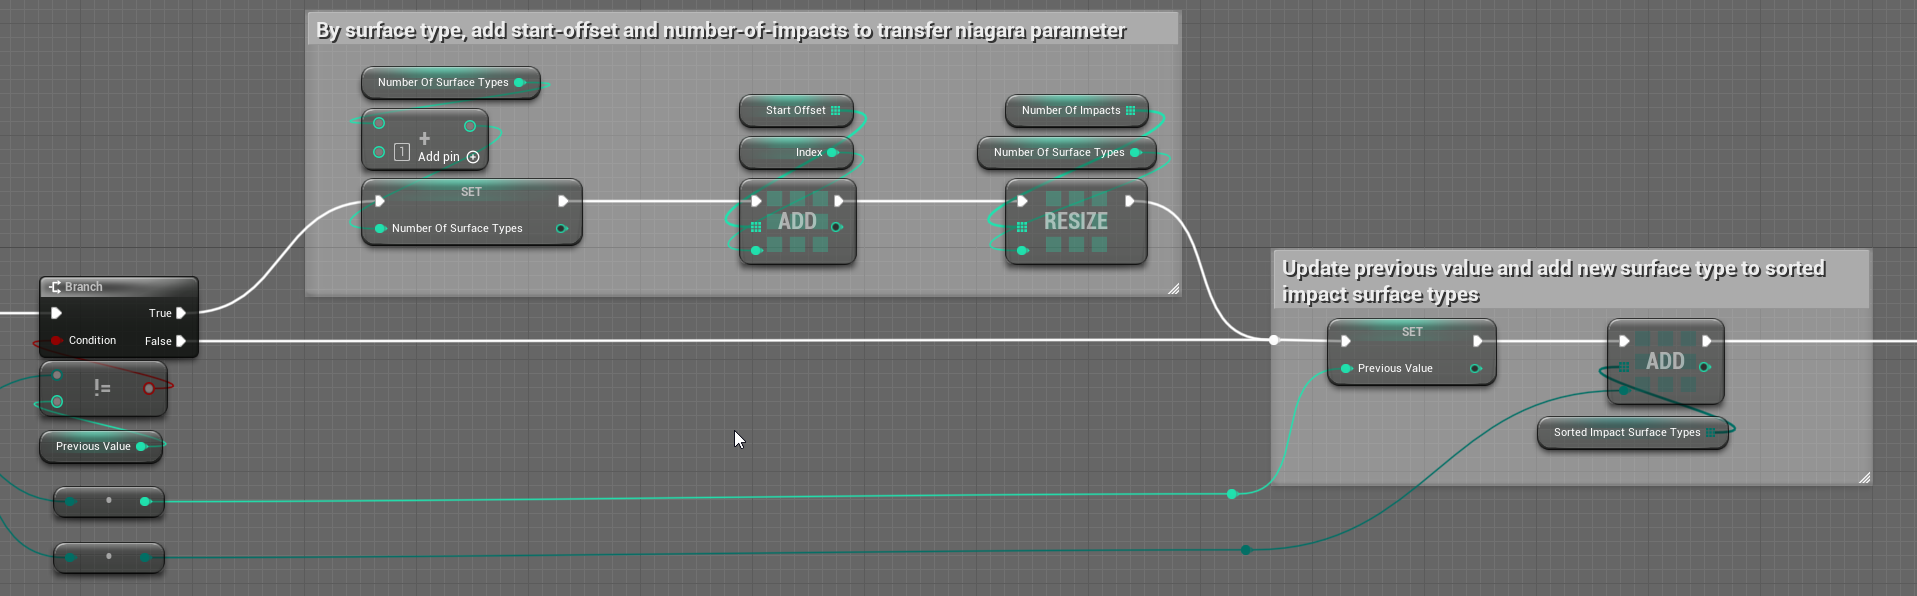 By surface type, add start-offset and number-of-impacts to transfer niagara parameter
Number Of Surface Types
+
1
Add pin
SET
Number Of Surface Types
Start Offset
Index
ADD
Number Of Impacts
Number Of Surface Types
RESIZE
Branch
True
Condition
False
!=
Previous Value
Update previous value and add new surface type to sorted
impact surface types
SET
Previous Value
ADD
Sorted Impact Surface Types